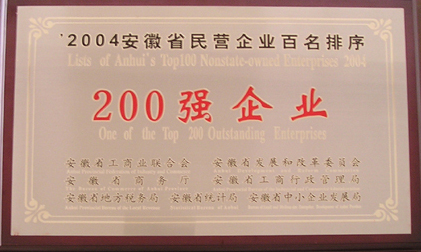 '2004安徽省民营企业百名排序
Lists of Anhui's Top100 Nonstate-owned Enterprises 2004
200强企业
One of the Top 200 Outstanding Enterprises
安徽省工商业联合会 安徽省发展和改革委员会
安徽省商务厅 安徽省工商行政管理局
安徽省地方税务局 安徽省统计局 安徽省中小企业发展局